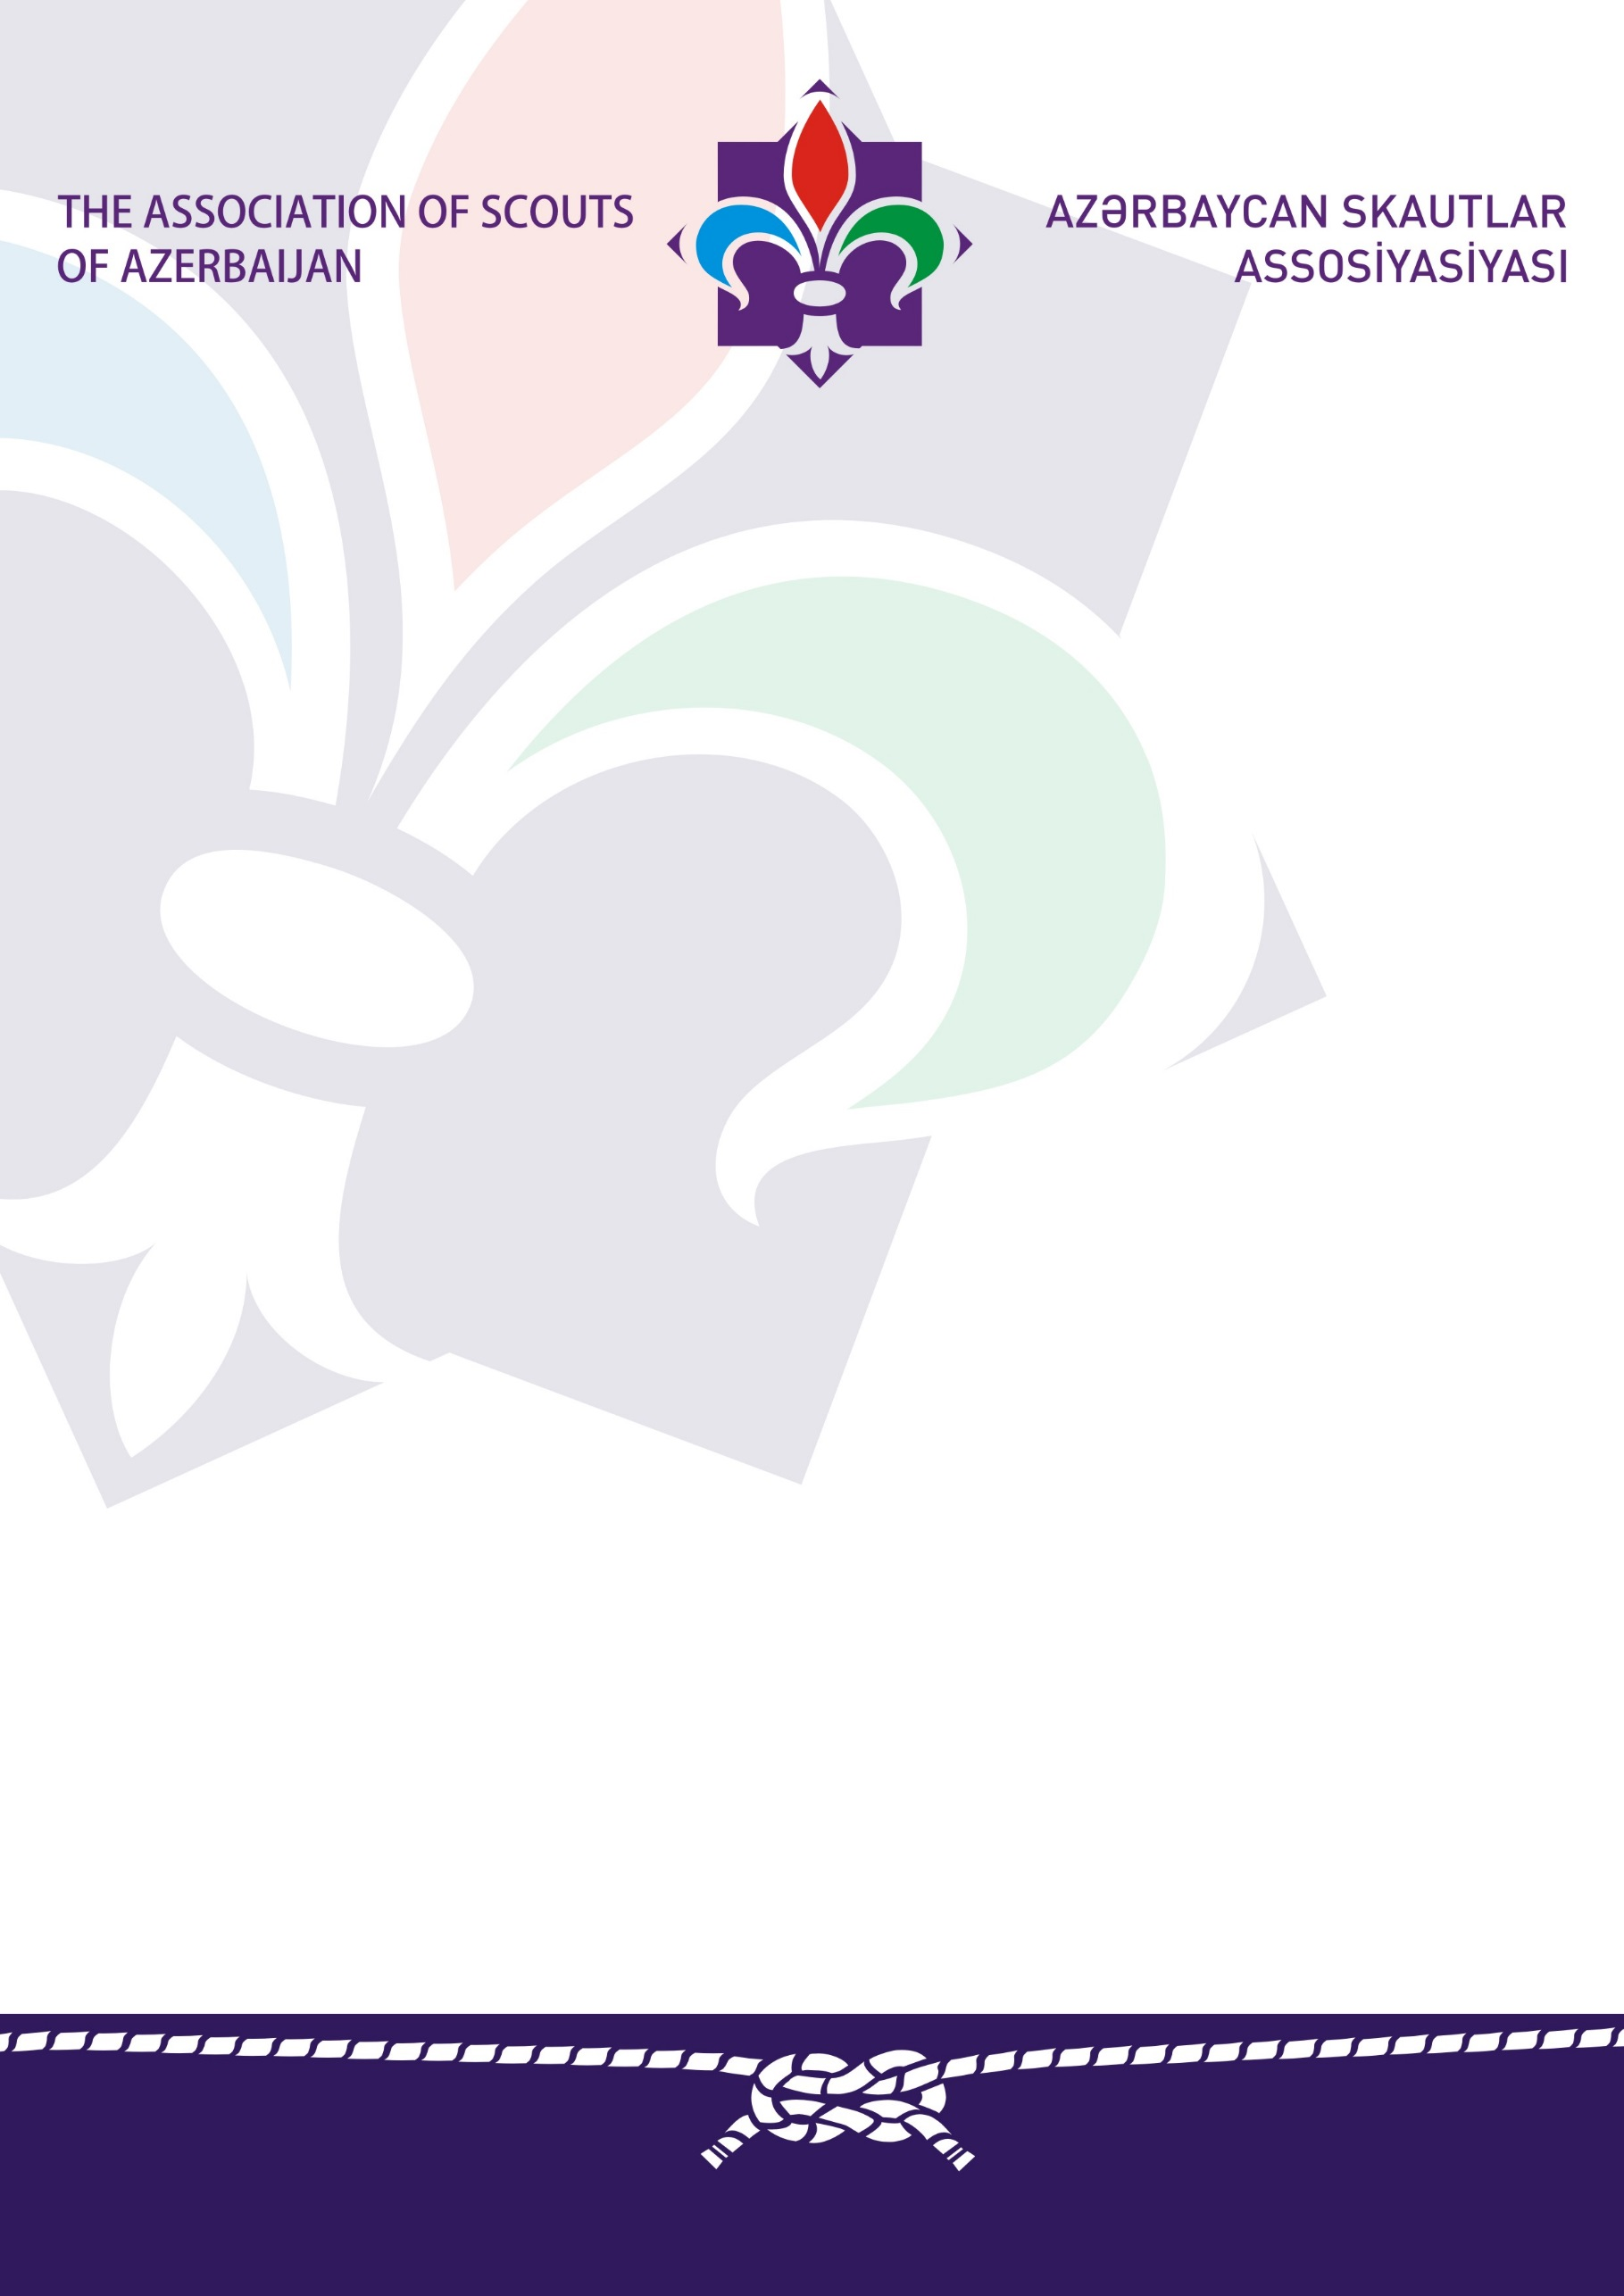 THE ASSOCIATION OF SCOUTS
OF AZERBAIJAN
AZƏRBAYCAN SKAUTLAR
ASSOSİYASİYASI